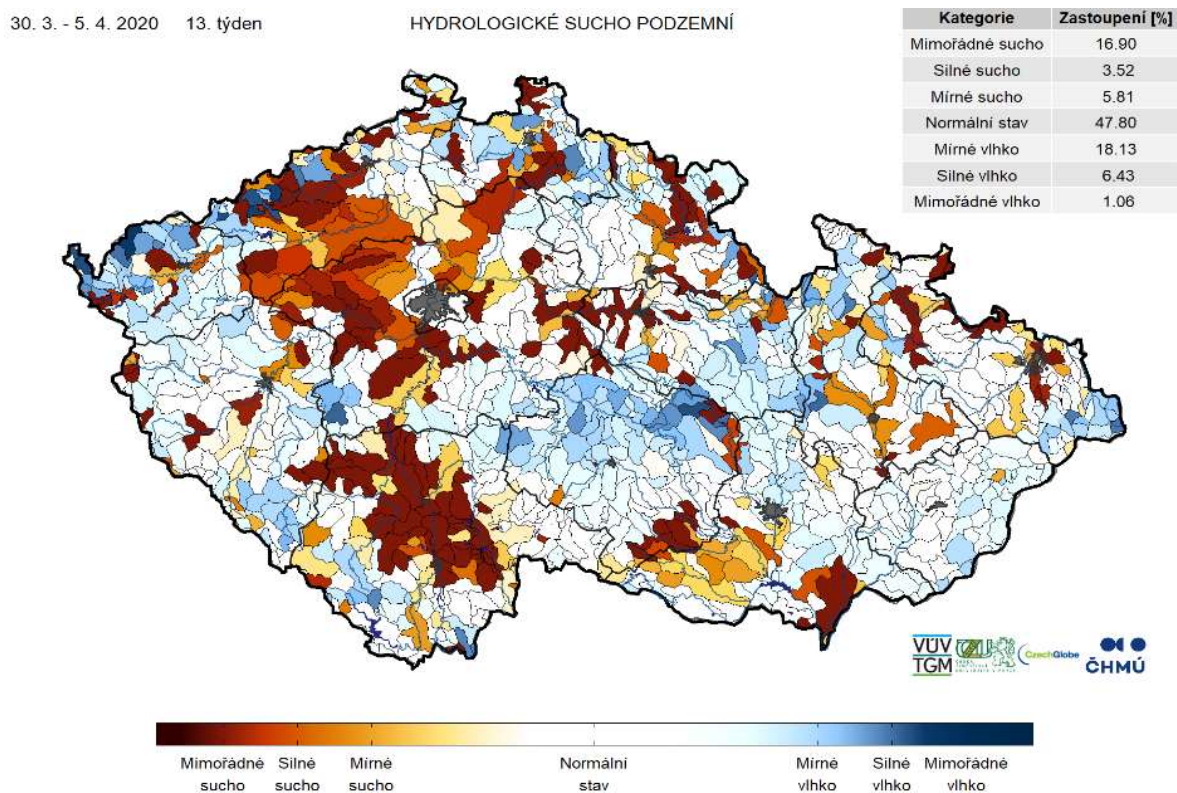 30. 3. - 5. 4. 2020 13. týden
HYDROLOGICKÉ SUCHO PODZEMNÍ
Kategorie Zastoupení [%]
Mimořádné sucho 16.90
Silné sucho 3.52
Mírné sucho 5.81
Normální stav 47.80
Mírné vlhko 18.13
Silné vlhko 6.43
Mimořádné vlhko 1.06
VÚV
TGM
CzechGlobe
ČHMÚ
Mimořádné
sucho
Silné
sucho
Mírné
sucho
Normální
stav
Mírné
vlhko
Silné
vlhko
Mimořádné
vlhko